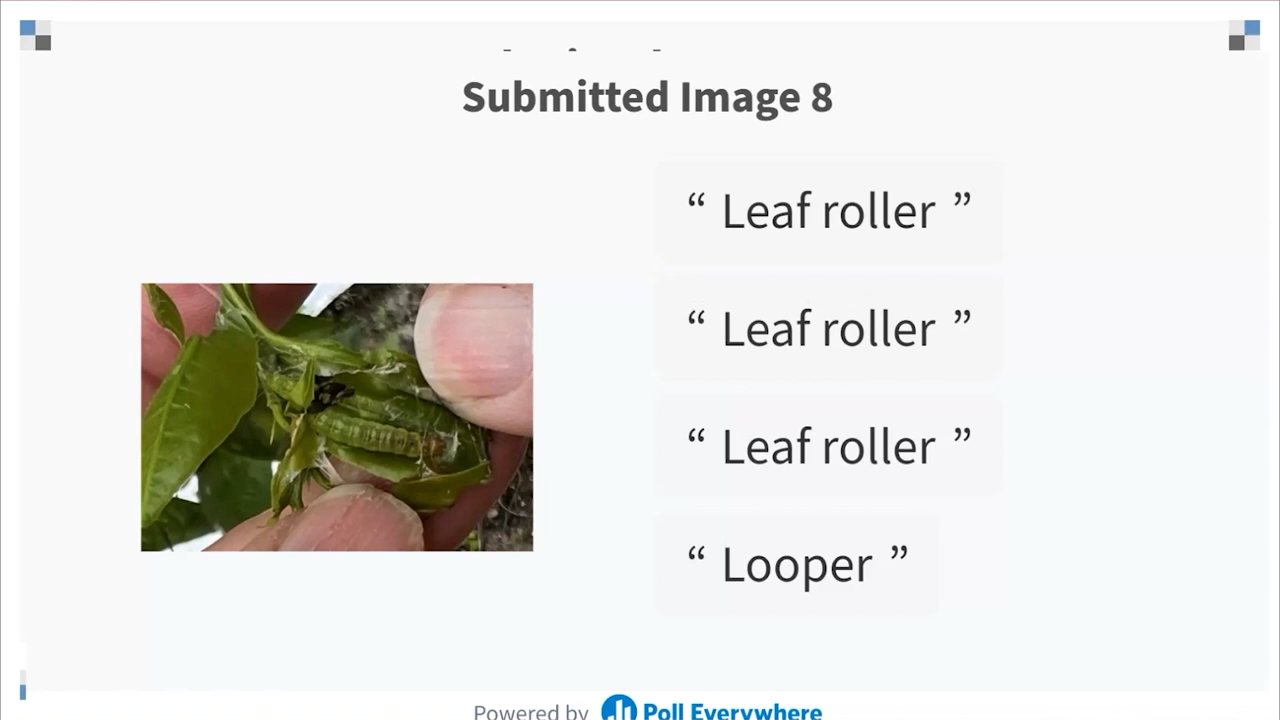 Submitted Image 8
“ Leaf roller ”
“ Leaf roller ”
“ Leaf roller ”
“ Looper ”
Powered by Poll Everywhere